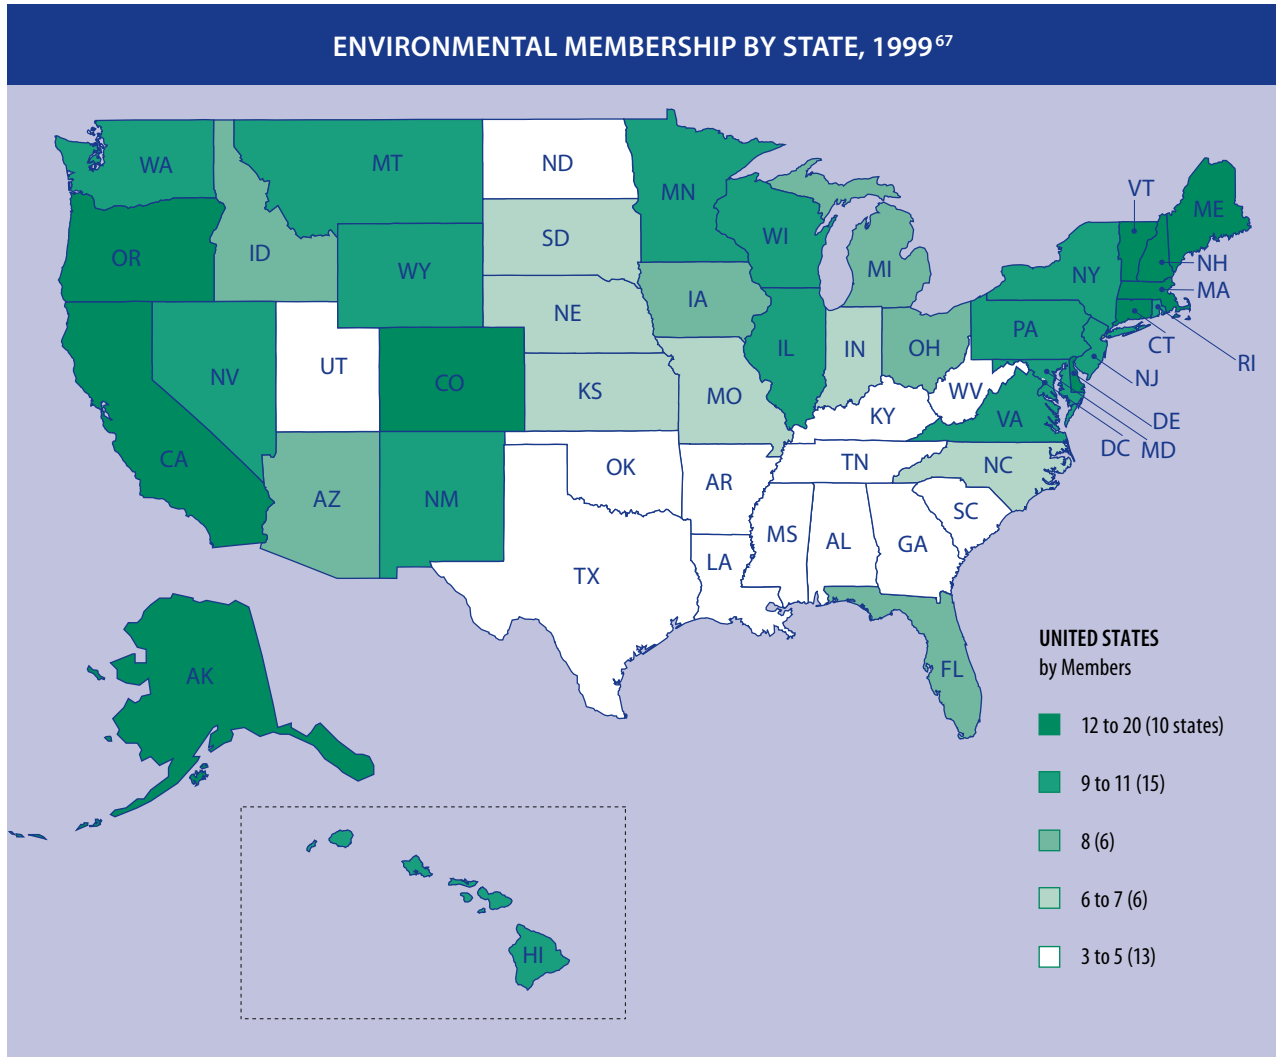 ENVIRONMENTAL MEMBERSHIP BY STATE, 1999 67
WA
MT
ND
MN
VT
ME
OR
ID
WY
SD
WI
MI
NY
NH
MA
IA
NE
NV
UT
CO
KS
MO
IL
IN
OH
PA
CT
RI
NJ
WV
KY
VA
DE
DC
MD
CA
AZ
NM
OK
AR
TN
NC
SC
TX
LA
MS
AL
GA
FL
AK
HI
UNITED STATES
by Members
12 to 20 (10 states)
9 to 11 (15)
8 (6)
6 to 7 (6)
3 to 5 (13)